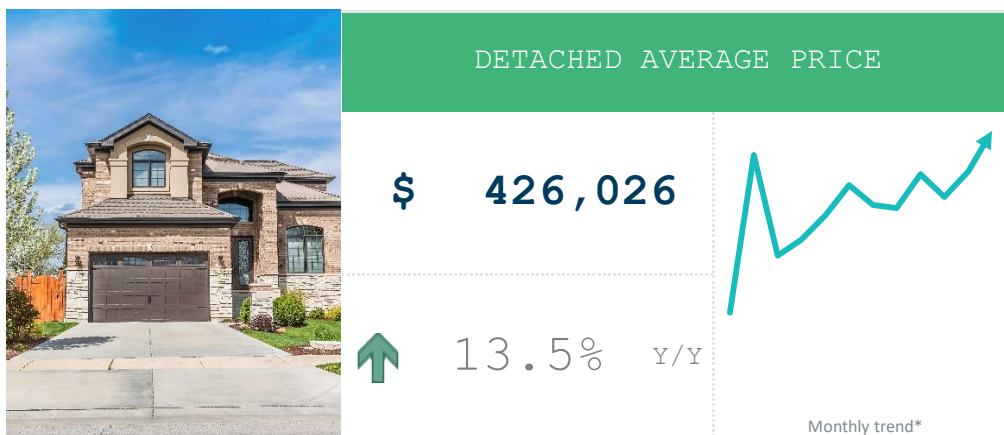 DETACHED AVERAGE PRICE
$ 426,026
13.5% Y/Y
Monthly trend*